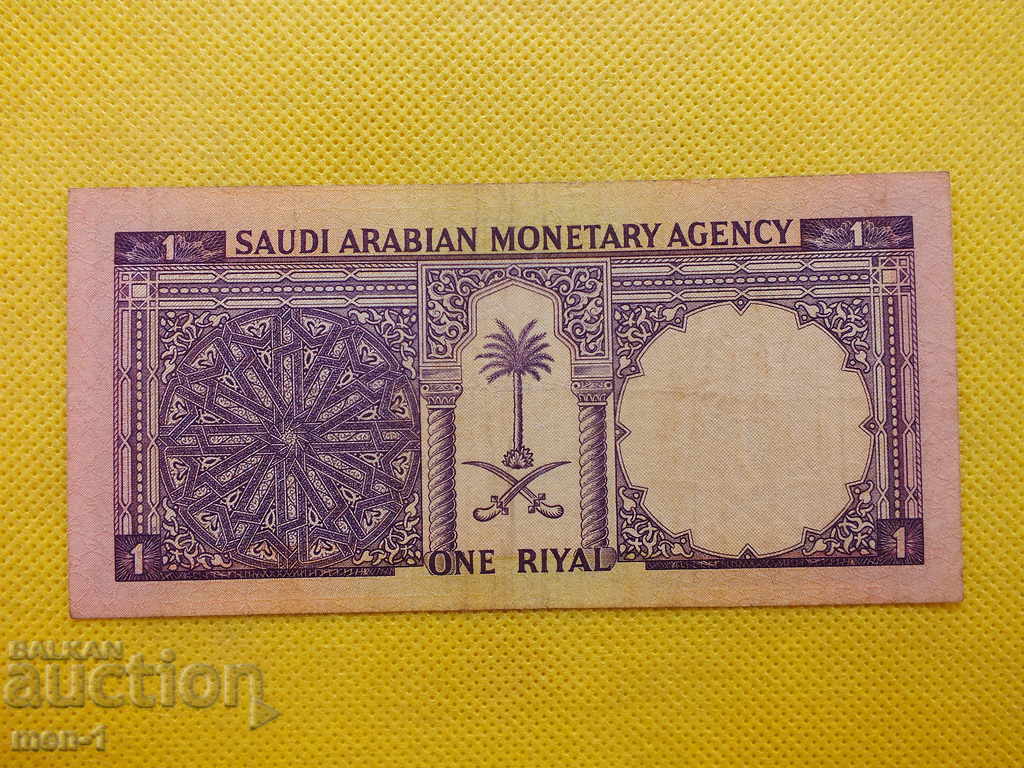 1 SAUDI ARABIAN MONETARY AGENCY 1
1 ONE RIYAL 1
BALKAN
auction
men-1